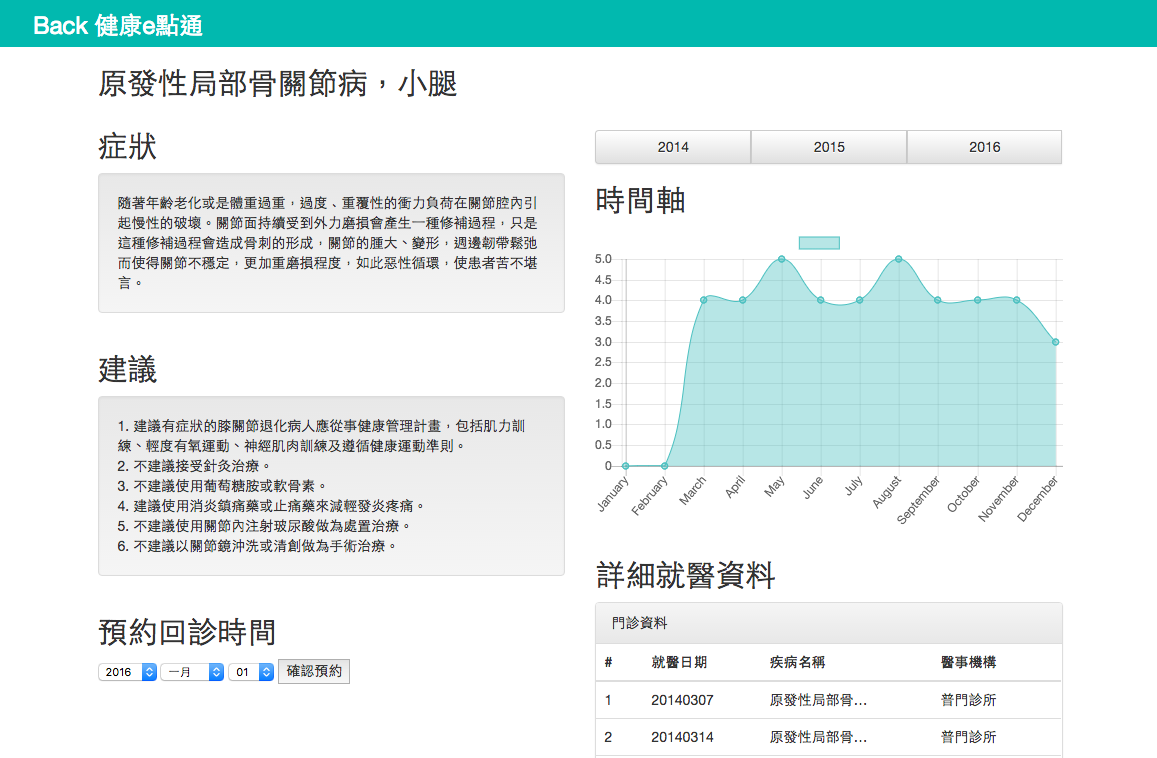 Back 健康e點通
原發性局部骨關節病，小腿
症狀
隨著年齡老化或是體重過重，過度、重覆性的衝力負荷在關節腔內引
起慢性的破壞。關節面持續受到外力磨損會產生一種修補過程，只是
這種修補過程會造成骨刺的形成，關節的腫大、變形，週邊韌帶鬆弛
而使得關節不穩定，更加重磨損程度，如此惡性循環，使患者苦不堪
言。
建議
1. 建議有症狀的膝關節退化病人應從事健康管理計畫，包括肌力訓
練、輕度有氧運動、神經肌肉訓練及遵循健康運動準則。
2. 不建議接受針灸治療。
3. 不建議使用葡萄糖胺或軟骨素。
4. 建議使用消炎鎮痛藥或止痛藥來減輕發炎疼痛。
5. 不建議使用關節內注射玻尿酸做為處置治療。
6. 不建議以關節鏡沖洗或清創做為手術治療。
預約回診時間
2016 一月 01 確認預約
2014 2015 2016
時間軸
5.0
4.5
4.0
3.5
3.0
2.5
2.0
1.5
1.0
0.5
0
January February March April May June July August September October November December
詳細就醫資料
門診資料
# 就醫日期 疾病名稱 醫事機構
1 20140307 原發性局部骨... 普門診所
2 20140314 原發性局部骨... 普門診所